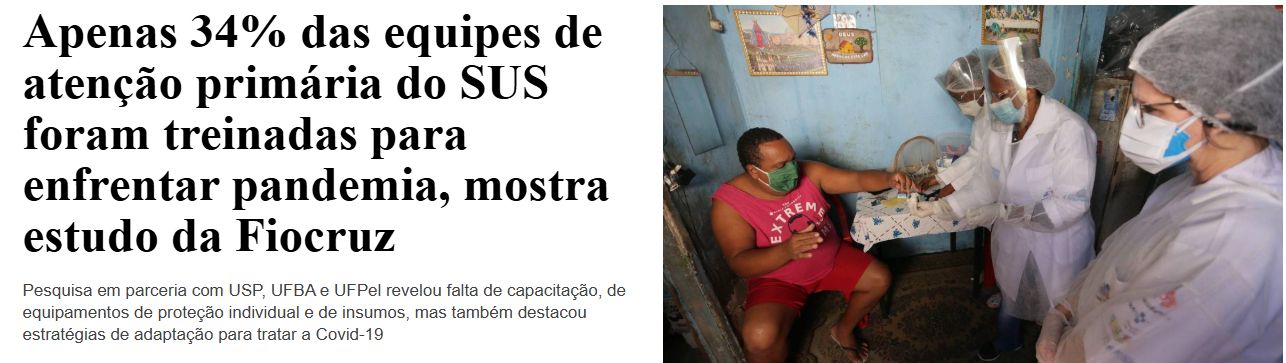 Apenas 34% das equipes de
atenção primária do SUS
foram treinadas para
enfrentar pandemia, mostra
estudo da Fiocruz
Pesquisa em parceria com USP, UFBA e UFPel revelou falta de capacitação, de
equipamentos de proteção individual e de insumos, mas também destacou
estratégias de adaptação para tratar a Covid-19
DEUS
EXTREME